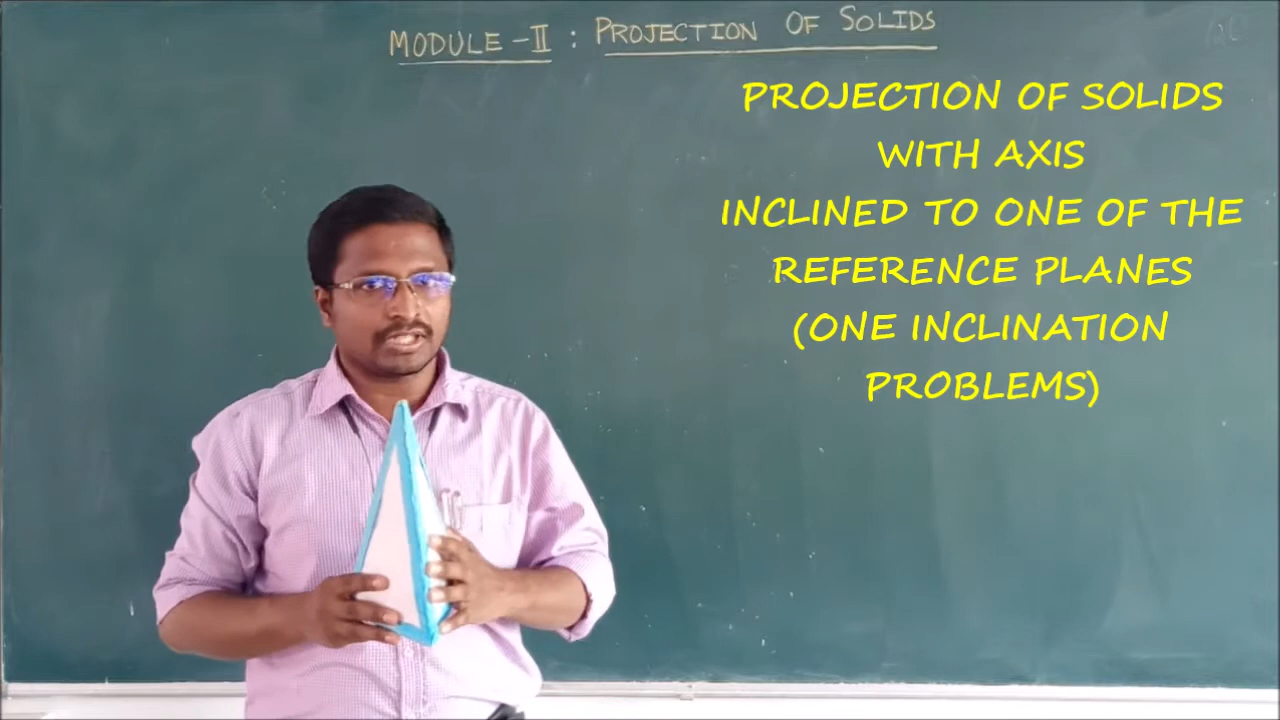 MODULE - II : PROJECTION OF SOLIDS
PROJECTION OF SOLIDS
WITH AXIS
INCLINED TO ONE OF THE
REFERENCE PLANES
(ONE INCLINATION
PROBLEMS)